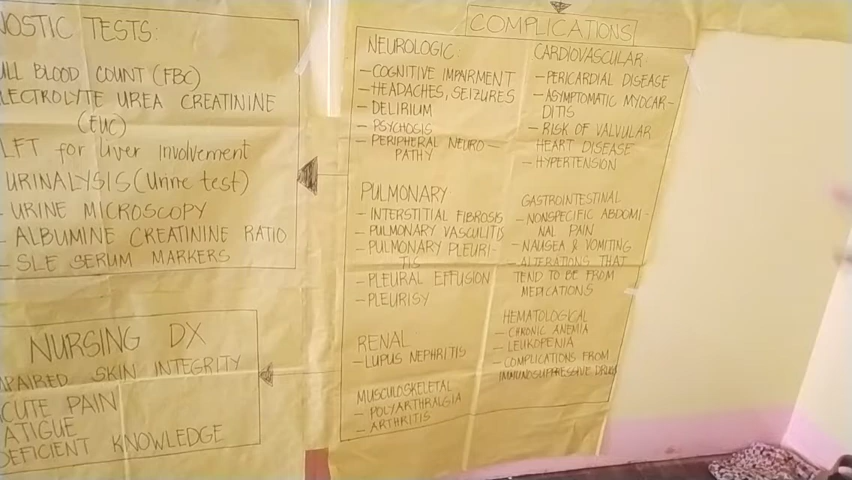 NOSTIC TESTS:
ULL BLOOD COUNT (FBC)
LECTROLYTE UREA CREATININE
(EUC)
LFT for liver involvement
URINALYSIS (urine test)
- URINE MICROSCOPY
- ALBUMINE CREATININE RATIO
- SLE SERUM MARKERS
NURSING DX
MPAIRED SKIN INTEGRITY
ACUTE PAIN
FATIGUE
DEFICIENT KNOWLEDGE
COMPLICATIONS
NEUROLOGIC
- COGNITIVE IMPAIRMENT
- HEADACHES, SEIZURES
- DELIRIUM
- PSYCHOSIS
- PERIPHERAL NEURO-
PATHY
PULMONARY
- INTERSTITIAL FIBROSIS
- PULMONARY VASCULITIS
- PULMONARY PLEURI-
TIS
- PLEURAL EFFUSION
- PLEURISY
RENAL
- LUPUS NEPHRITIS
MUSCULOSKELETAL
- POLYARTHRALGIA
- ARTHRITIS
CARDIOVASCULAR
- PERICARDIAL DISEASE
- ASYMPTOMATIC MYOCAR-
DITIS
- RISK OF VALVULAR
HEART DISEASE
- HYPERTENSION
GASTROINTESTINAL
- NONSPECIFIC ABDOMI-
NAL PAIN
- NAUSEA & VOMITING
- ALTERATIONS THAT
TEND TO BE FROM
MEDICATIONS
HEMATOLOGICAL
- CHRONIC ANEMIA
- LEUKOPENIA
- COMPLICATIONS FROM
IMMUNOSUPPRESSIVE DRUGS